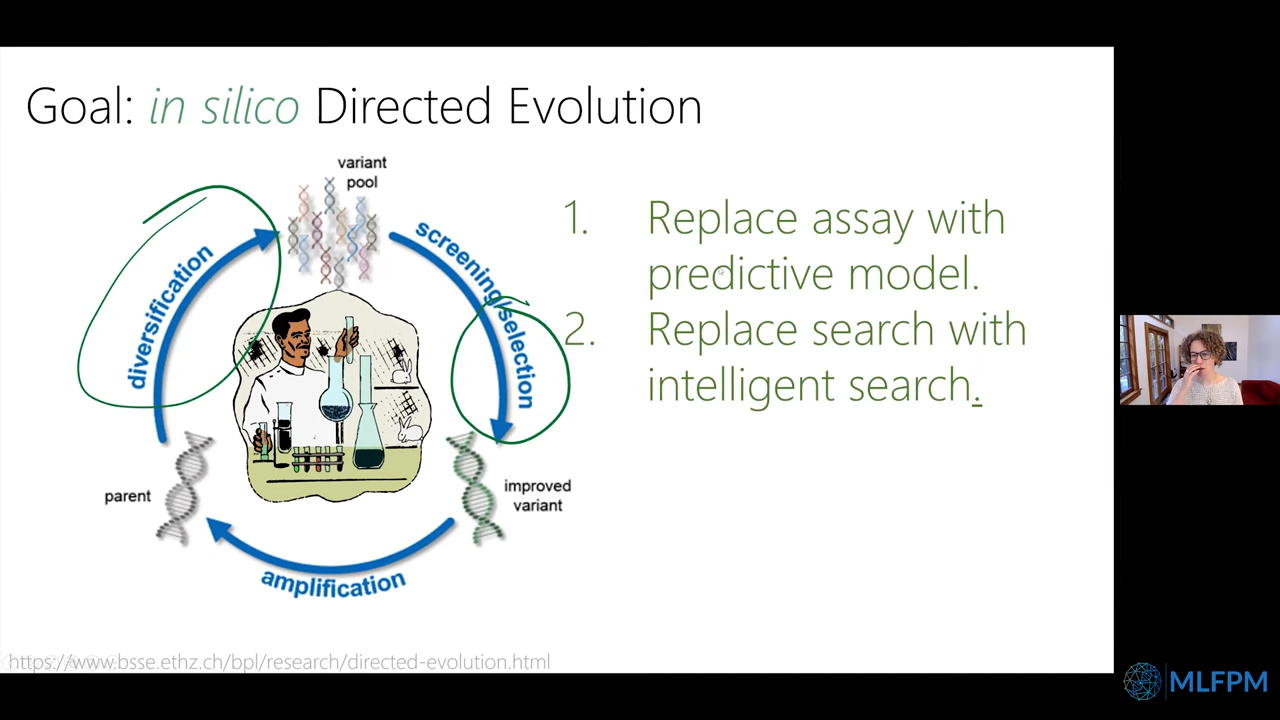 Goal: in silico Directed Evolution
variant
pool
screening/selection
diversification
parent
improved
variant
amplification
1. Replace assay with
predictive model.
2. Replace search with
intelligent search.
https://www.bsse.ethz.ch/bpl/research/directed-evolution.html
MLFPM